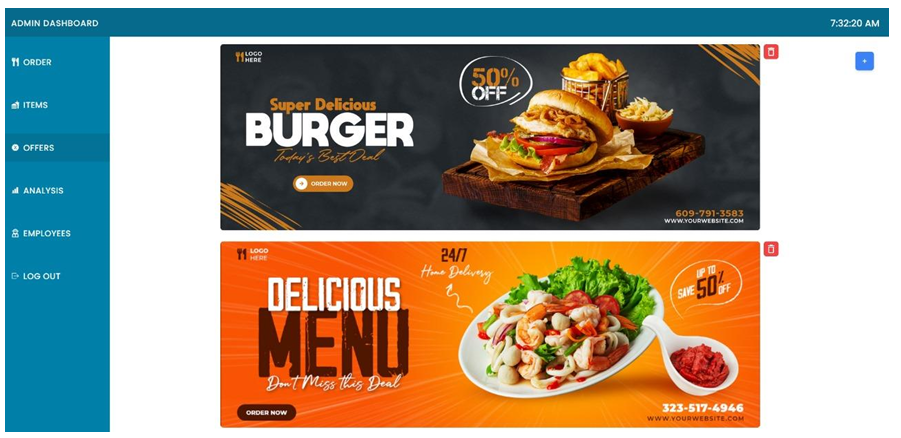 ADMIN DASHBOARD
7:32:20 AM
ORDER
ITEMS
OFFERS
ANALYSIS
EMPLOYEES
LOG OUT
LOGO
HERE
50%
OFF
Super Delicious
BURGER
Today's Best Deal
ORDER NOW
609-791-3583
WWW.YOURWEBSITE.COM
+
LOGO
HERE
24/7
Home Delivery
UP TO
SAVE 50% OFF
DELICIOUS
MENU
Don't Miss this Deal
ORDER NOW
323-517-4946
WWW.YOURWEBSITE.COM